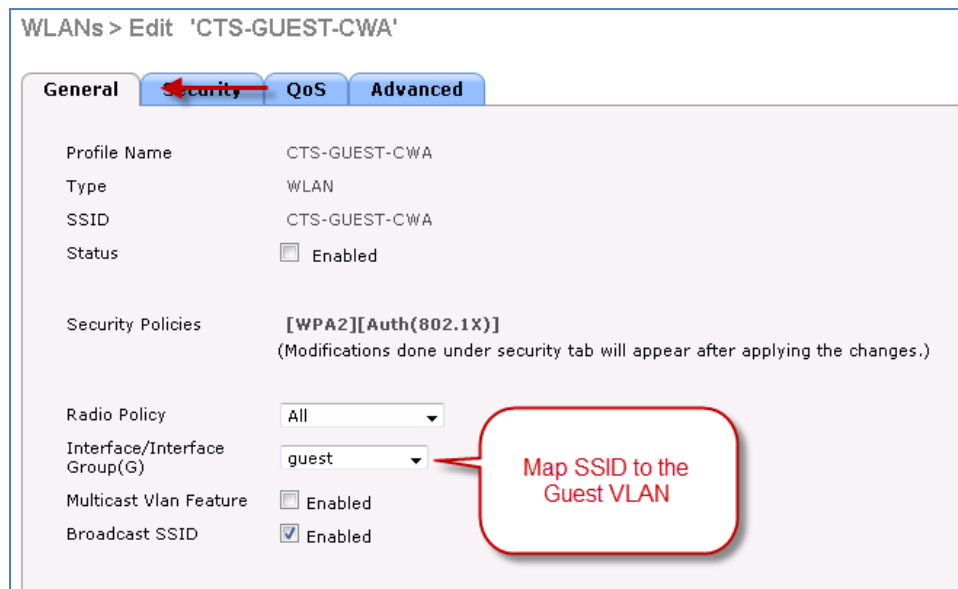 WLANs > Edit 'CTS-GUEST-CWA'
General Security QoS Advanced
Profile Name CTS-GUEST-CWA
Type WLAN
SSID CTS-GUEST-CWA
Status Enabled
Security Policies [WPA2][Auth(802.1X)]
(Modifications done under security tab will appear after applying the changes.)
Radio Policy All
Interface/Interface
Group(G) guest
Multicast Vlan Feature Enabled
Broadcast SSID Enabled
Map SSID to the
Guest VLAN